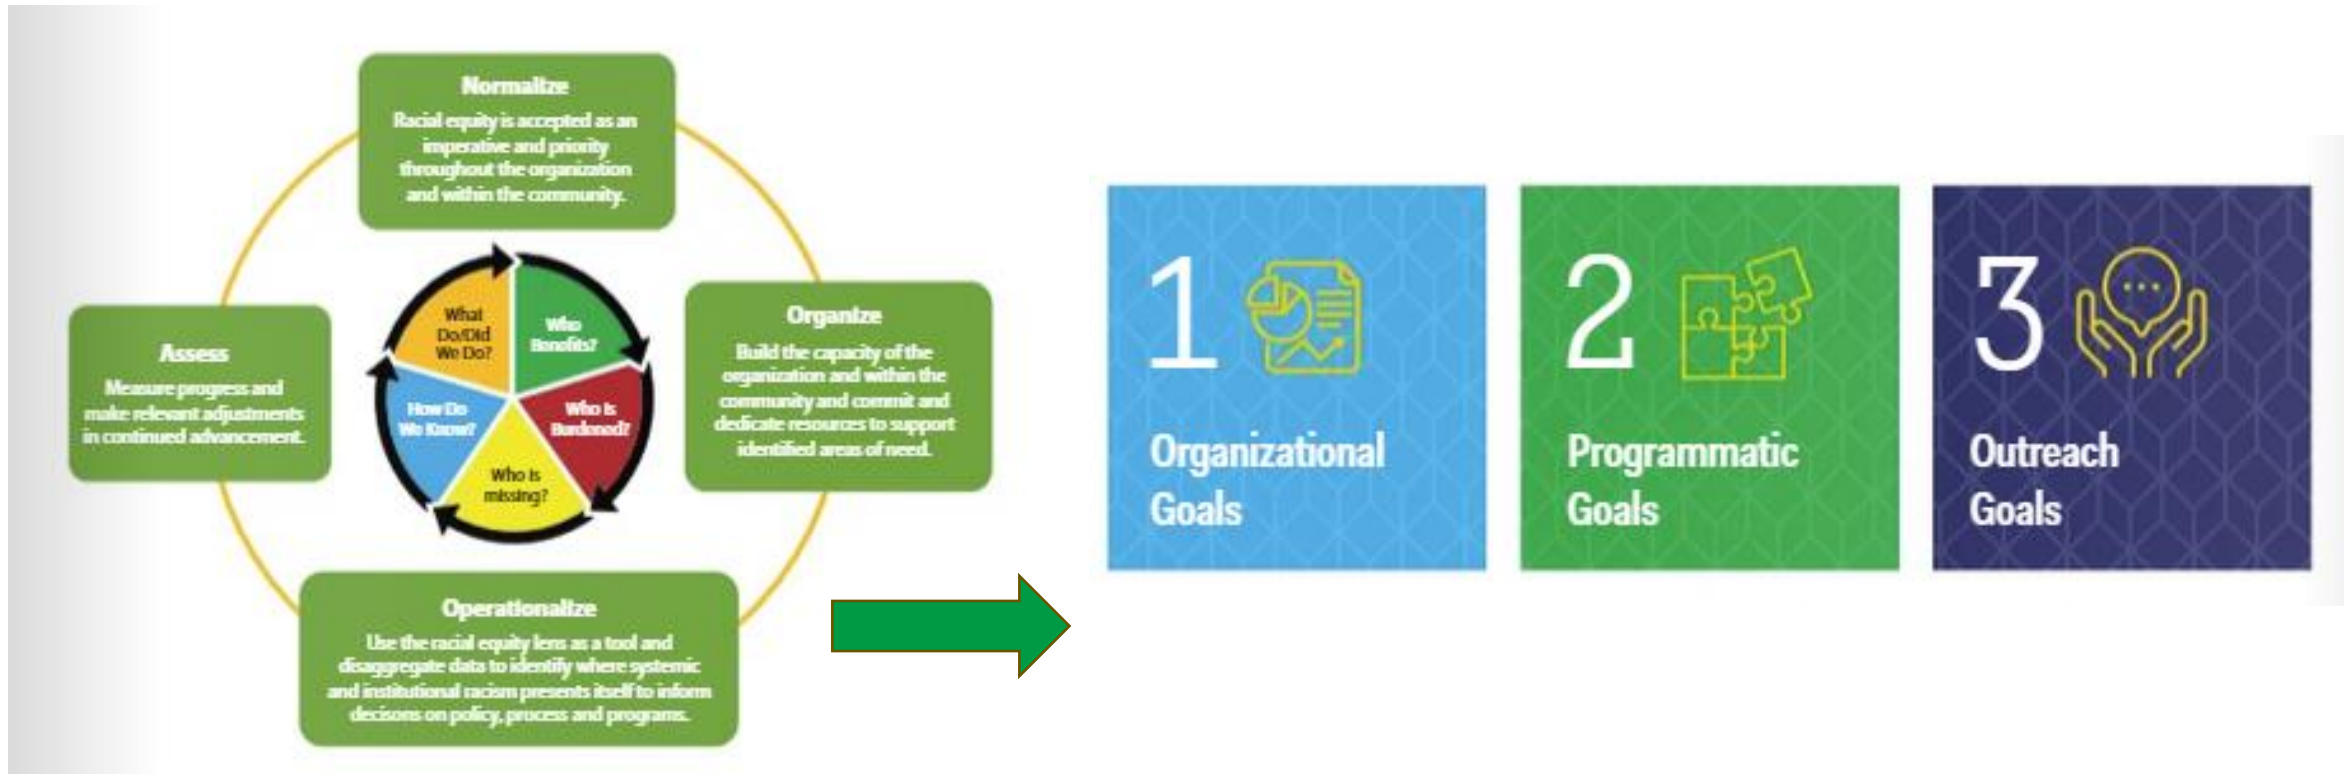 Normalize
Racial equity is accepted as an
imperative and priority
throughout the organization
and within the community.
Organize
Build the capacity of the
organization and within the
community and commit and
dedicate resources to support
identified areas of need.
Operationalize
Use the racial equity lens as a tool and
disaggregate data to identify where systemic
and institutional racism presents itself to inform
decisons on policy, process and programs.
Assess
Measure progress and
make relevant adjustments
in continued advancement.
What
Do/Did
We Do?
Who
Benefits?
Who is
Burdened?
Who is
missing?
How Do
We Know?
1
Organizational
Goals
2
Programmatic
Goals
3
Outreach
Goals